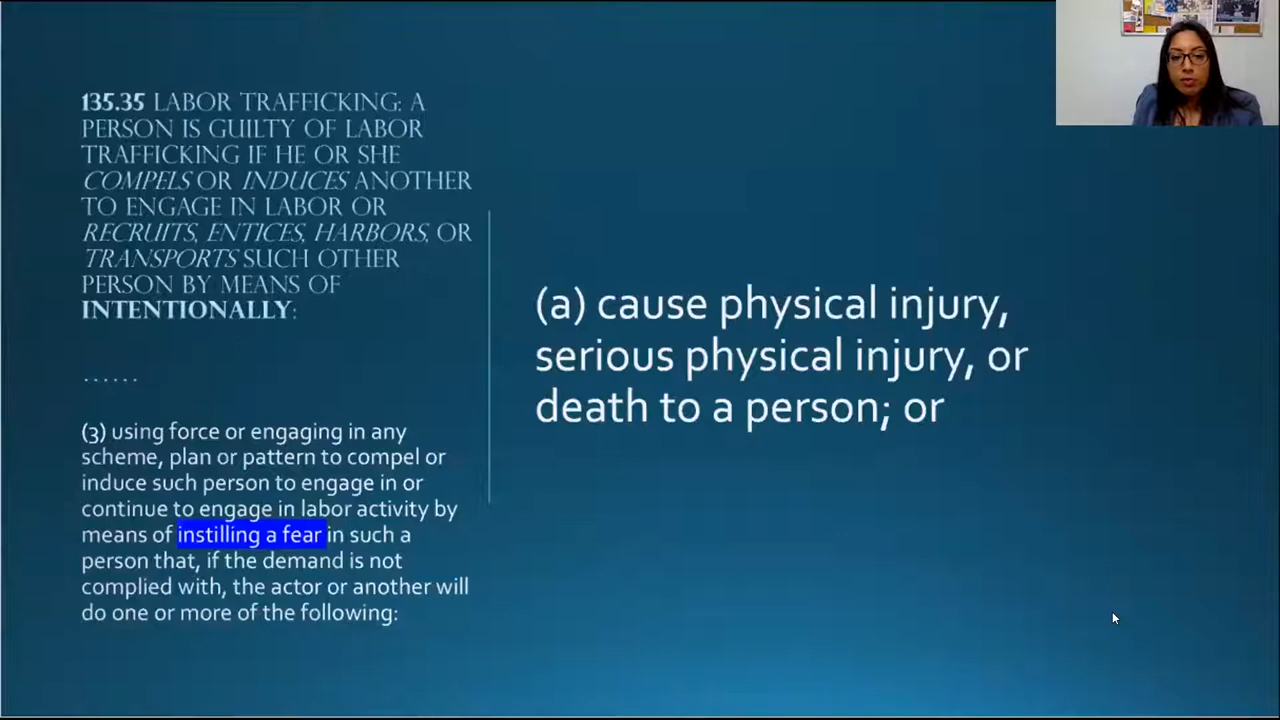 135.35 LABOR TRAFFICKING: A
PERSON IS GUILTY OF LABOR
TRAFFICKING IF HE OR SHE
COMPELS OR INDUCES ANOTHER
TO ENGAGE IN LABOR OR
RECRUITS, ENTICES, HARBORS, OR
TRANSPORTS SUCH OTHER
PERSON BY MEANS OF
INTENTIONALLY:
......
(3) using force or engaging in any
scheme, plan or pattern to compel or
induce such person to engage in or
continue to engage in labor activity by
means of instilling a fear in such a
person that, if the demand is not
complied with, the actor or another will
do one or more of the following:
(a) cause physical injury,
serious physical injury, or
death to a person; or